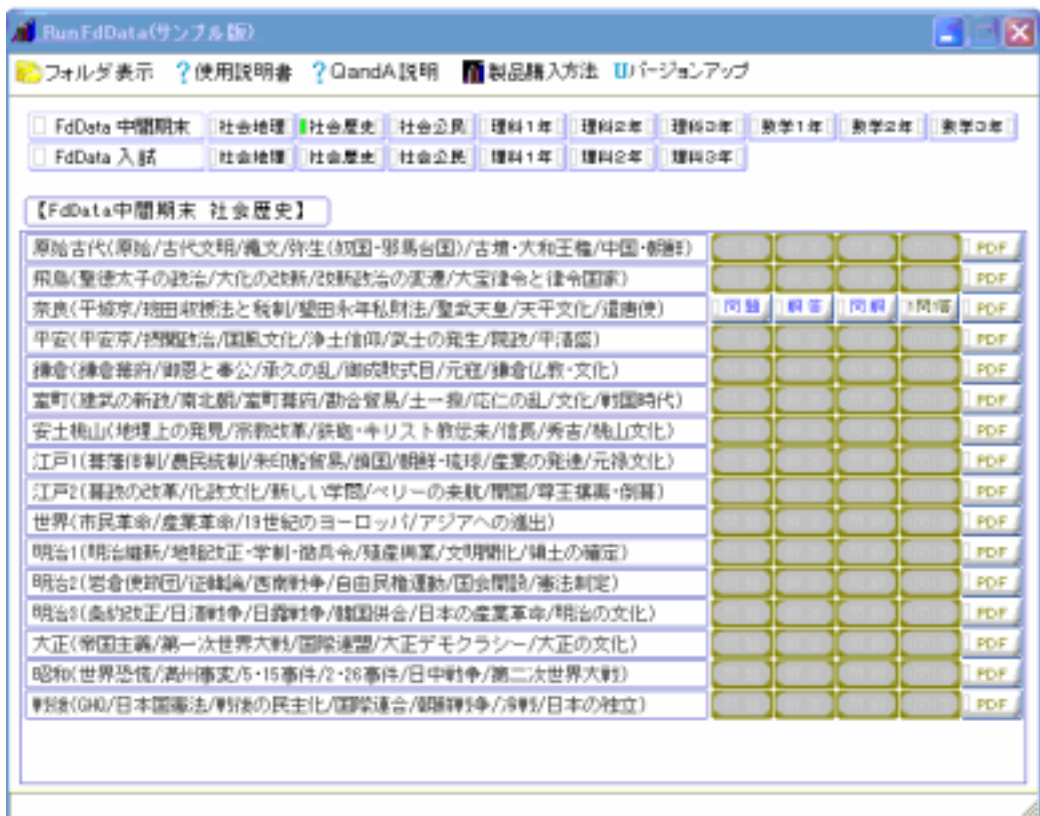 RunFdData(サンプル版)
フォルダ表示 ?使用説明書 ?QandA説明 製品購入方法 Uバージョンアップ
FdData 中間期末 社会地理 社会歴史 社会公民 理科1年 理科2年 理科3年 数学1年 数学2年 数学3年
FdData 入試 社会地理 社会歴史 社会公民 理科1年 理科2年 理科3年
【FdData中間期末 社会歴史】
原始古代(原始/古代文明/縄文/弥生(奴国・邪馬台国)/古墳・大和王権/中国・朝鮮) PDF
飛鳥(聖徳太子の政治/大化の改新/改新政治の変遷/大宝律令と律令国家) PDF
奈良(平城京/班田収授法と税制/墾田永年私財法/聖武天皇/天平文化/遣唐使) 問題 解答 問解 1問1答 PDF
平安(平安京/摂関政治/国風文化/浄土信仰/武士の発生/院政/平清盛) PDF
鎌倉(鎌倉幕府/御恩と奉公/承久の乱/御成敗式目/元寇/鎌倉仏教・文化) PDF
室町(建武の新政/南北朝/室町幕府/勘合貿易/土一揆/応仁の乱/文化/戦国時代) PDF
安土桃山(地理上の発見/宗教改革/鉄砲・キリスト教伝来/信長/秀吉/桃山文化) PDF
江戸1(幕藩体制/農民統制/朱印船貿易/鎖国/朝鮮・琉球/産業の発達/元禄文化) PDF
江戸2(幕政の改革/化政文化/新しい学問/ペリーの来航/開国/尊王攘夷・倒幕) PDF
世界(市民革命/産業革命/19世紀のヨーロッパ/アジアへの進出) PDF
明治1(明治維新/地租改正・学制・徴兵令/殖産興業/文明開化/領土の確定) PDF
明治2(岩倉使節団/征韓論/西南戦争/自由民権運動/国会開設/憲法制定) PDF
明治3(条約改正/日清戦争/日露戦争/韓国併合/日本の産業革命/明治の文化) PDF
大正(帝国主義/第一次世界大戦/国際連盟/大正デモクラシー/大正の文化) PDF
昭和(世界恐慌/満州事変/5・15事件/2・26事件/日中戦争/第二次世界大戦) PDF
戦後(GHQ/日本国憲法/戦後の民主化/国際連合/朝鮮戦争/冷戦/日本の独立) PDF